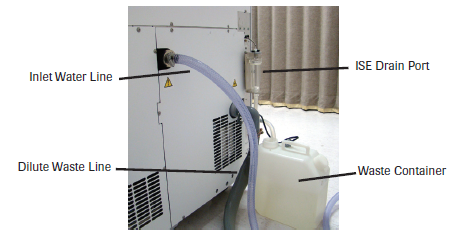 Inlet Water Line
ISE Drain Port
Dilute Waste Line
Waste Container